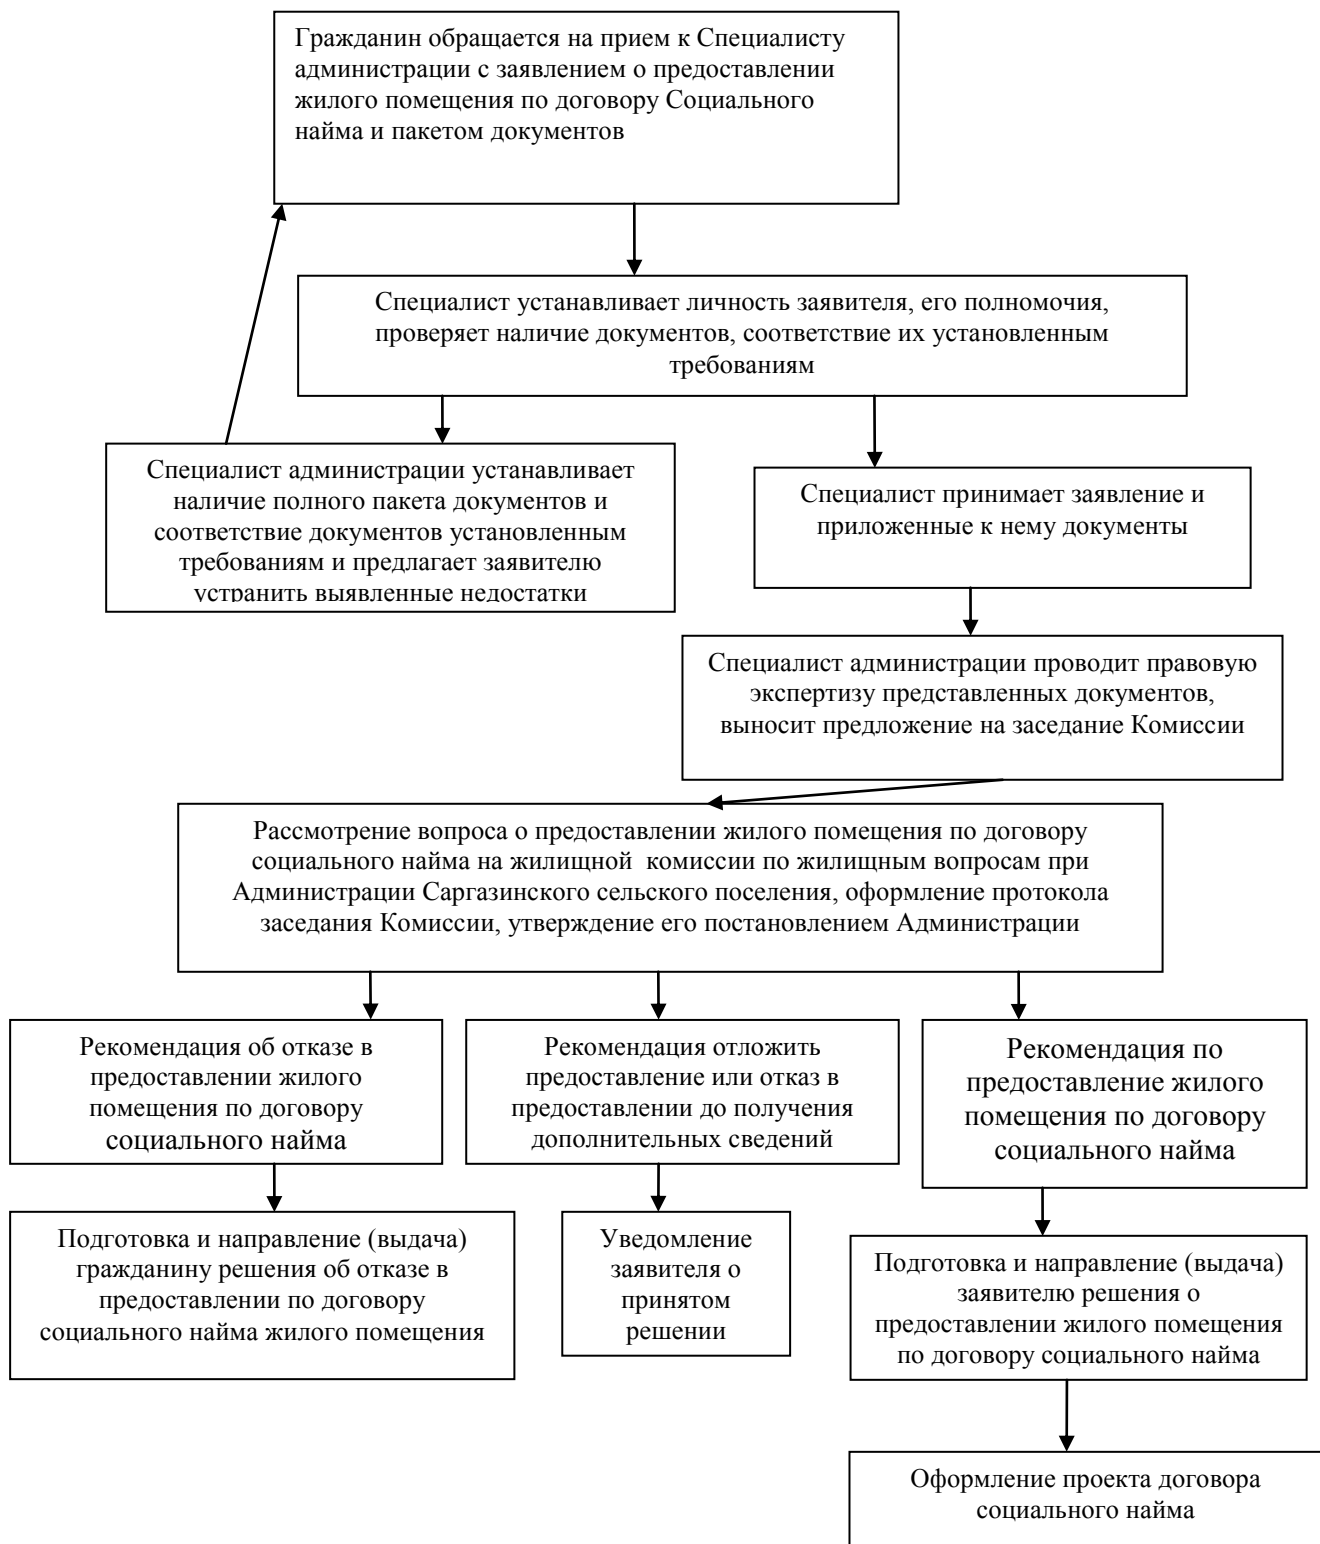 Гражданин обращается на прием к Специалисту
администрации с заявлением о предоставлении
жилого помещения по договору Социального
найма и пакетом документов
Специалист устанавливает личность заявителя, его полномочия,
проверяет наличие документов, соответствие их установленным
требованиям
Специалист администрации устанавливает
наличие полного пакета документов и
соответствие документов установленным
требованиям и предлагает заявителю
устранить выявленные недостатки
Специалист принимает заявление и
приложенные к нему документы
Специалист администрации проводит правовую
экспертизу представленных документов,
выносит предложение на заседание Комиссии
Рассмотрение вопроса о предоставлении жилого помещения по договору
социального найма на жилищной комиссии по жилищным вопросам при
Администрации Саргазинского сельского поселения, оформление протокола
заседания Комиссии, утверждение его постановлением Администрации
Рекомендация об отказе в
предоставлении жилого
помещения по договору
социального найма
Рекомендация отложить
предоставление или отказ в
предоставлении до получения
дополнительных сведений
Рекомендация по
предоставление жилого
помещения по договору
социального найма
Подготовка и направление (выдача)
гражданину решения об отказе в
предоставлении по договору
социального найма жилого помещения
Уведомление
заявителя о
принятом
решении
Подготовка и направление (выдача)
заявителю решения о
предоставлении жилого помещения
по договору социального найма
Оформление проекта договора
социального найма